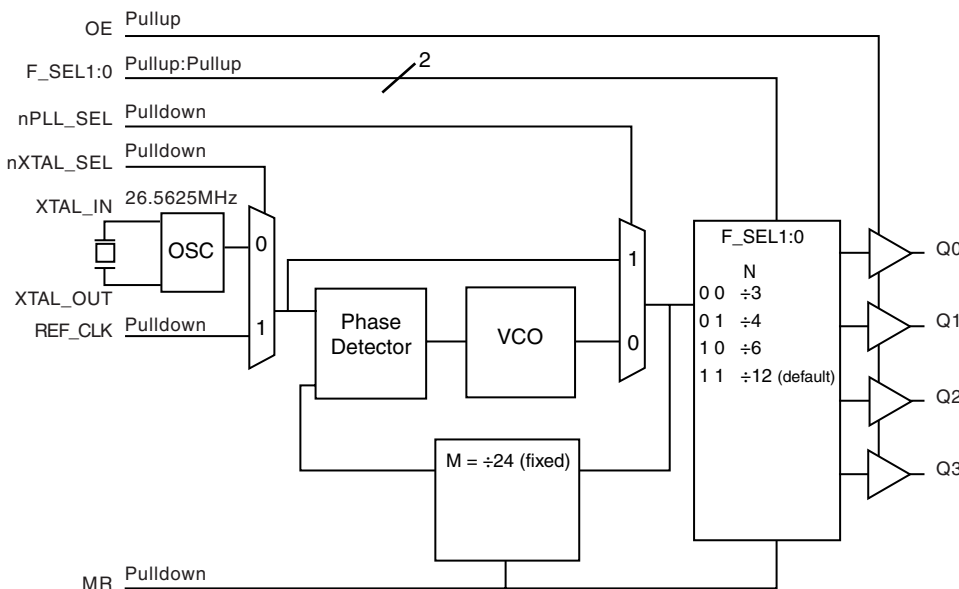 OE Pullup
F_SEL1:0 Pullup:Pullup 2
nPLL_SEL Pulldown
nXTAL_SEL Pulldown
XTAL_IN 26.5625MHz
OSC
XTAL_OUT
REF_CLK Pulldown
0
1
Phase
Detector
VCO
1
0
M = ÷24 (fixed)
F_SEL1:0
N
0 0 ÷3
0 1 ÷4
1 0 ÷6
1 1 ÷12 (default)
Q0
Q1
Q2
Q3
MR Pulldown